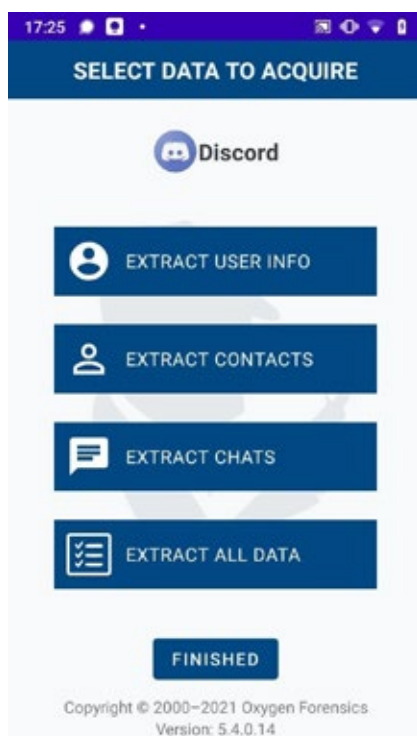 17:25
SELECT DATA TO ACQUIRE
Discord
EXTRACT USER INFO
EXTRACT CONTACTS
EXTRACT CHATS
EXTRACT ALL DATA
FINISHED
Copyright © 2000–2021 Oxygen Forensics
Version: 5.4.0.14